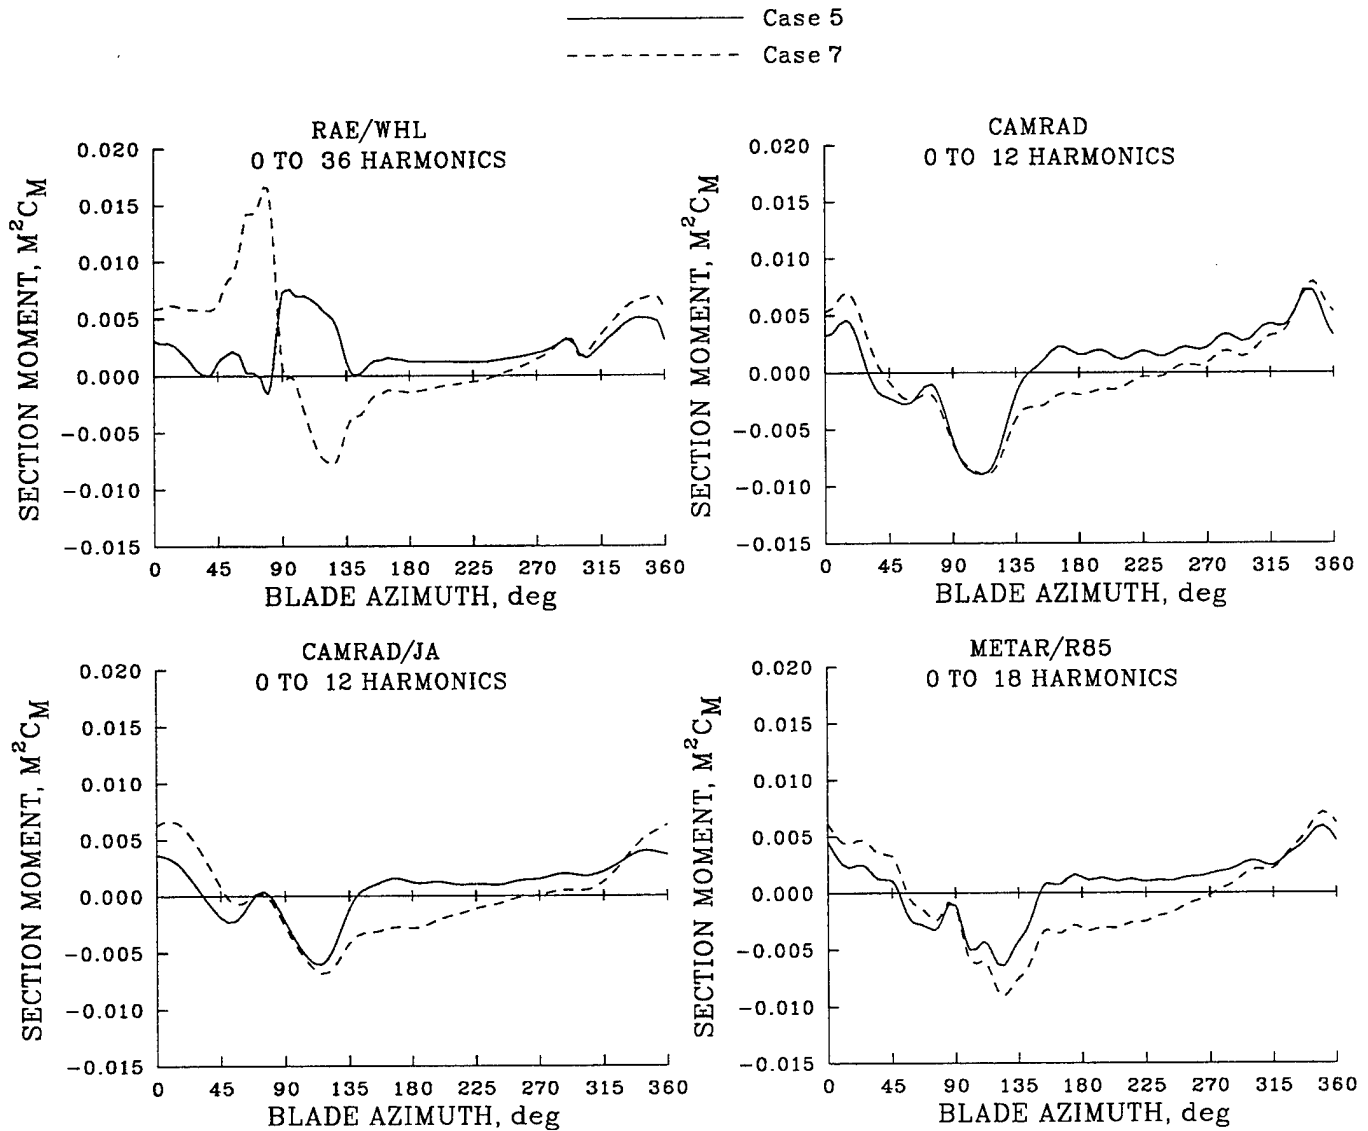 Case 5
Case 7
RAE/WHL
0 TO 36 HARMONICS
SECTION MOMENT, M²C_M
0.020
0.015
0.010
0.005
0.000
−0.005
−0.010
−0.015
0 45 90 135 180 225 270 315 360
BLADE AZIMUTH, deg
CAMRAD
0 TO 12 HARMONICS
SECTION MOMENT, M²C_M
0.020
0.015
0.010
0.005
0.000
−0.005
−0.010
−0.015
0 45 90 135 180 225 270 315 360
BLADE AZIMUTH, deg
CAMRAD/JA
0 TO 12 HARMONICS
SECTION MOMENT, M²C_M
0.020
0.015
0.010
0.005
0.000
−0.005
−0.010
−0.015
0 45 90 135 180 225 270 315 360
BLADE AZIMUTH, deg
METAR/R85
0 TO 18 HARMONICS
SECTION MOMENT, M²C_M
0.020
0.015
0.010
0.005
0.000
−0.005
−0.010
−0.015
0 45 90 135 180 225 270 315 360
BLADE AZIMUTH, deg